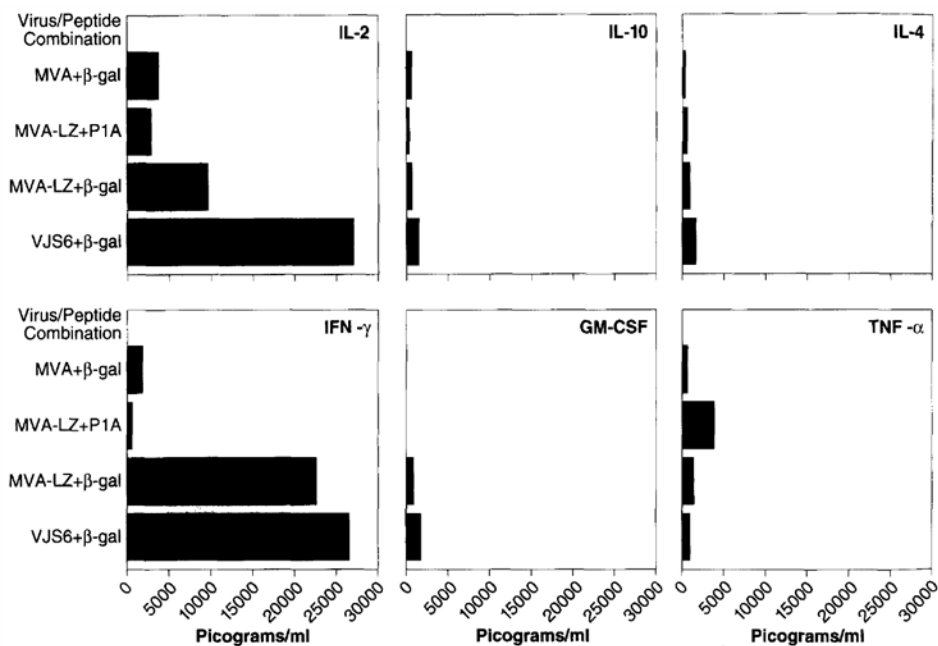 Virus/Peptide
Combination
IL-2
IL-10
IL-4
MVA+β-gal
MVA-LZ+P1A
MVA-LZ+β-gal
VJS6+β-gal
Virus/Peptide
Combination
IFN -γ
GM-CSF
TNF -α
MVA+β-gal
MVA-LZ+P1A
MVA-LZ+β-gal
VJS6+β-gal
0 5000 10000 15000 20000 25000 30000
0 5000 10000 15000 20000 25000 30000
0 5000 10000 15000 20000 25000 30000
Picograms/ml
Picograms/ml
Picograms/ml